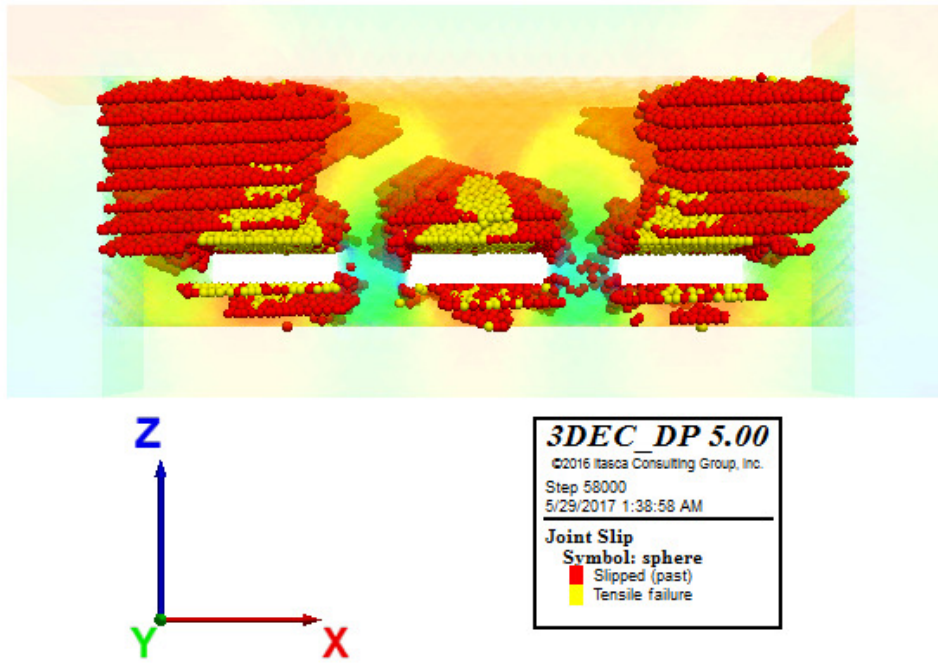 Z
Y
X
3DEC_DP 5.00
©2016 Itasca Consulting Group, Inc.
Step 58000
5/29/2017 1:38:58 AM
Joint Slip
Symbol: sphere
Slipped (past)
Tensile failure